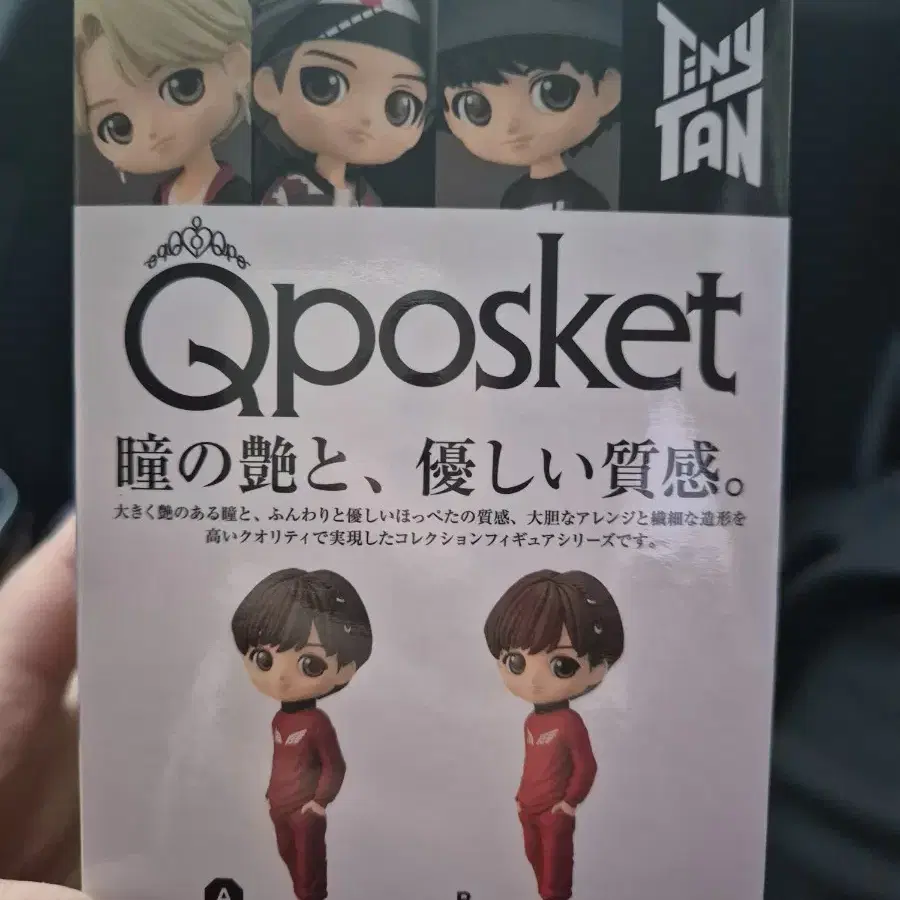 TiNY
TAN
Qposket
瞳の艶と、優しい質感。
大きく艶のある瞳と、ふんわりと優しいほっぺたの質感、大胆なアレンジと繊細な造形を
高いクオリティで実現したコレクションフィギュアシリーズです。
A B